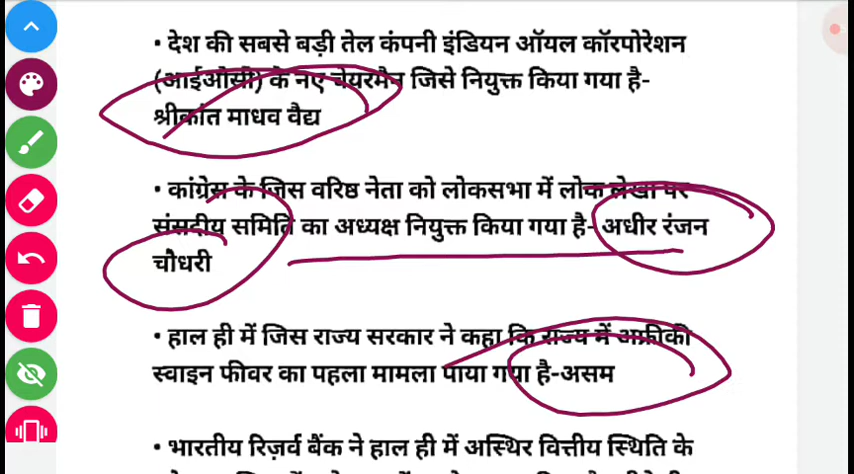 • देश की सबसे बड़ी तेल कंपनी इंडियन ऑयल कॉरपोरेशन
(आईओसी) के नए चेयरमैन जिसे नियुक्त किया गया है-
श्रीकांत माधव वैद्य
• कांग्रेस के जिस वरिष्ठ नेता को लोकसभा में लोक लेखा पर
संसदीय समिति का अध्यक्ष नियुक्त किया गया है- अधीर रंजन
चौधरी
• हाल ही में जिस राज्य सरकार ने कहा कि राज्य में अफ्रीकी
स्वाइन फीवर का पहला मामला पाया गया है-असम
• भारतीय रिज़र्व बैंक ने हाल ही में अस्थिर वित्तीय स्थिति के